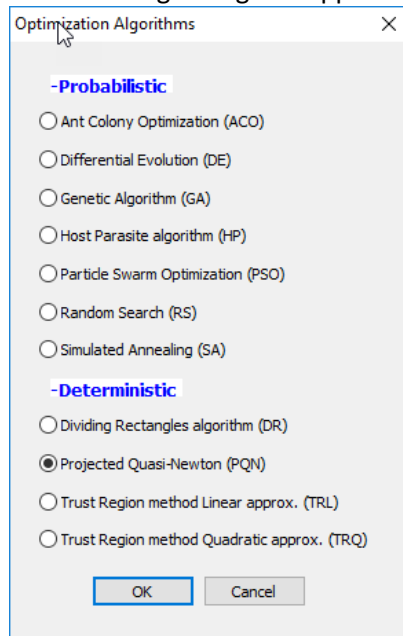 Optimization Algorithms
-Probabilistic
Ant Colony Optimization (ACO)
Differential Evolution (DE)
Genetic Algorithm (GA)
Host Parasite algorithm (HP)
Particle Swarm Optimization (PSO)
Random Search (RS)
Simulated Annealing (SA)
-Deterministic
Dividing Rectangles algorithm (DR)
Projected Quasi-Newton (PQN)
Trust Region method Linear approx. (TRL)
Trust Region method Quadratic approx. (TRQ)
OK Cancel